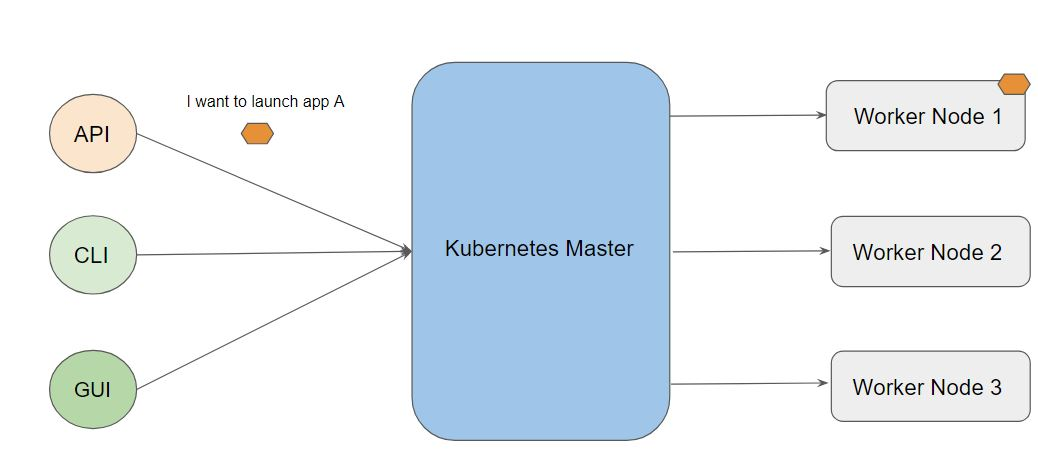 I want to launch app A
API
CLI
GUI
Kubernetes Master
Worker Node 1
Worker Node 2
Worker Node 3